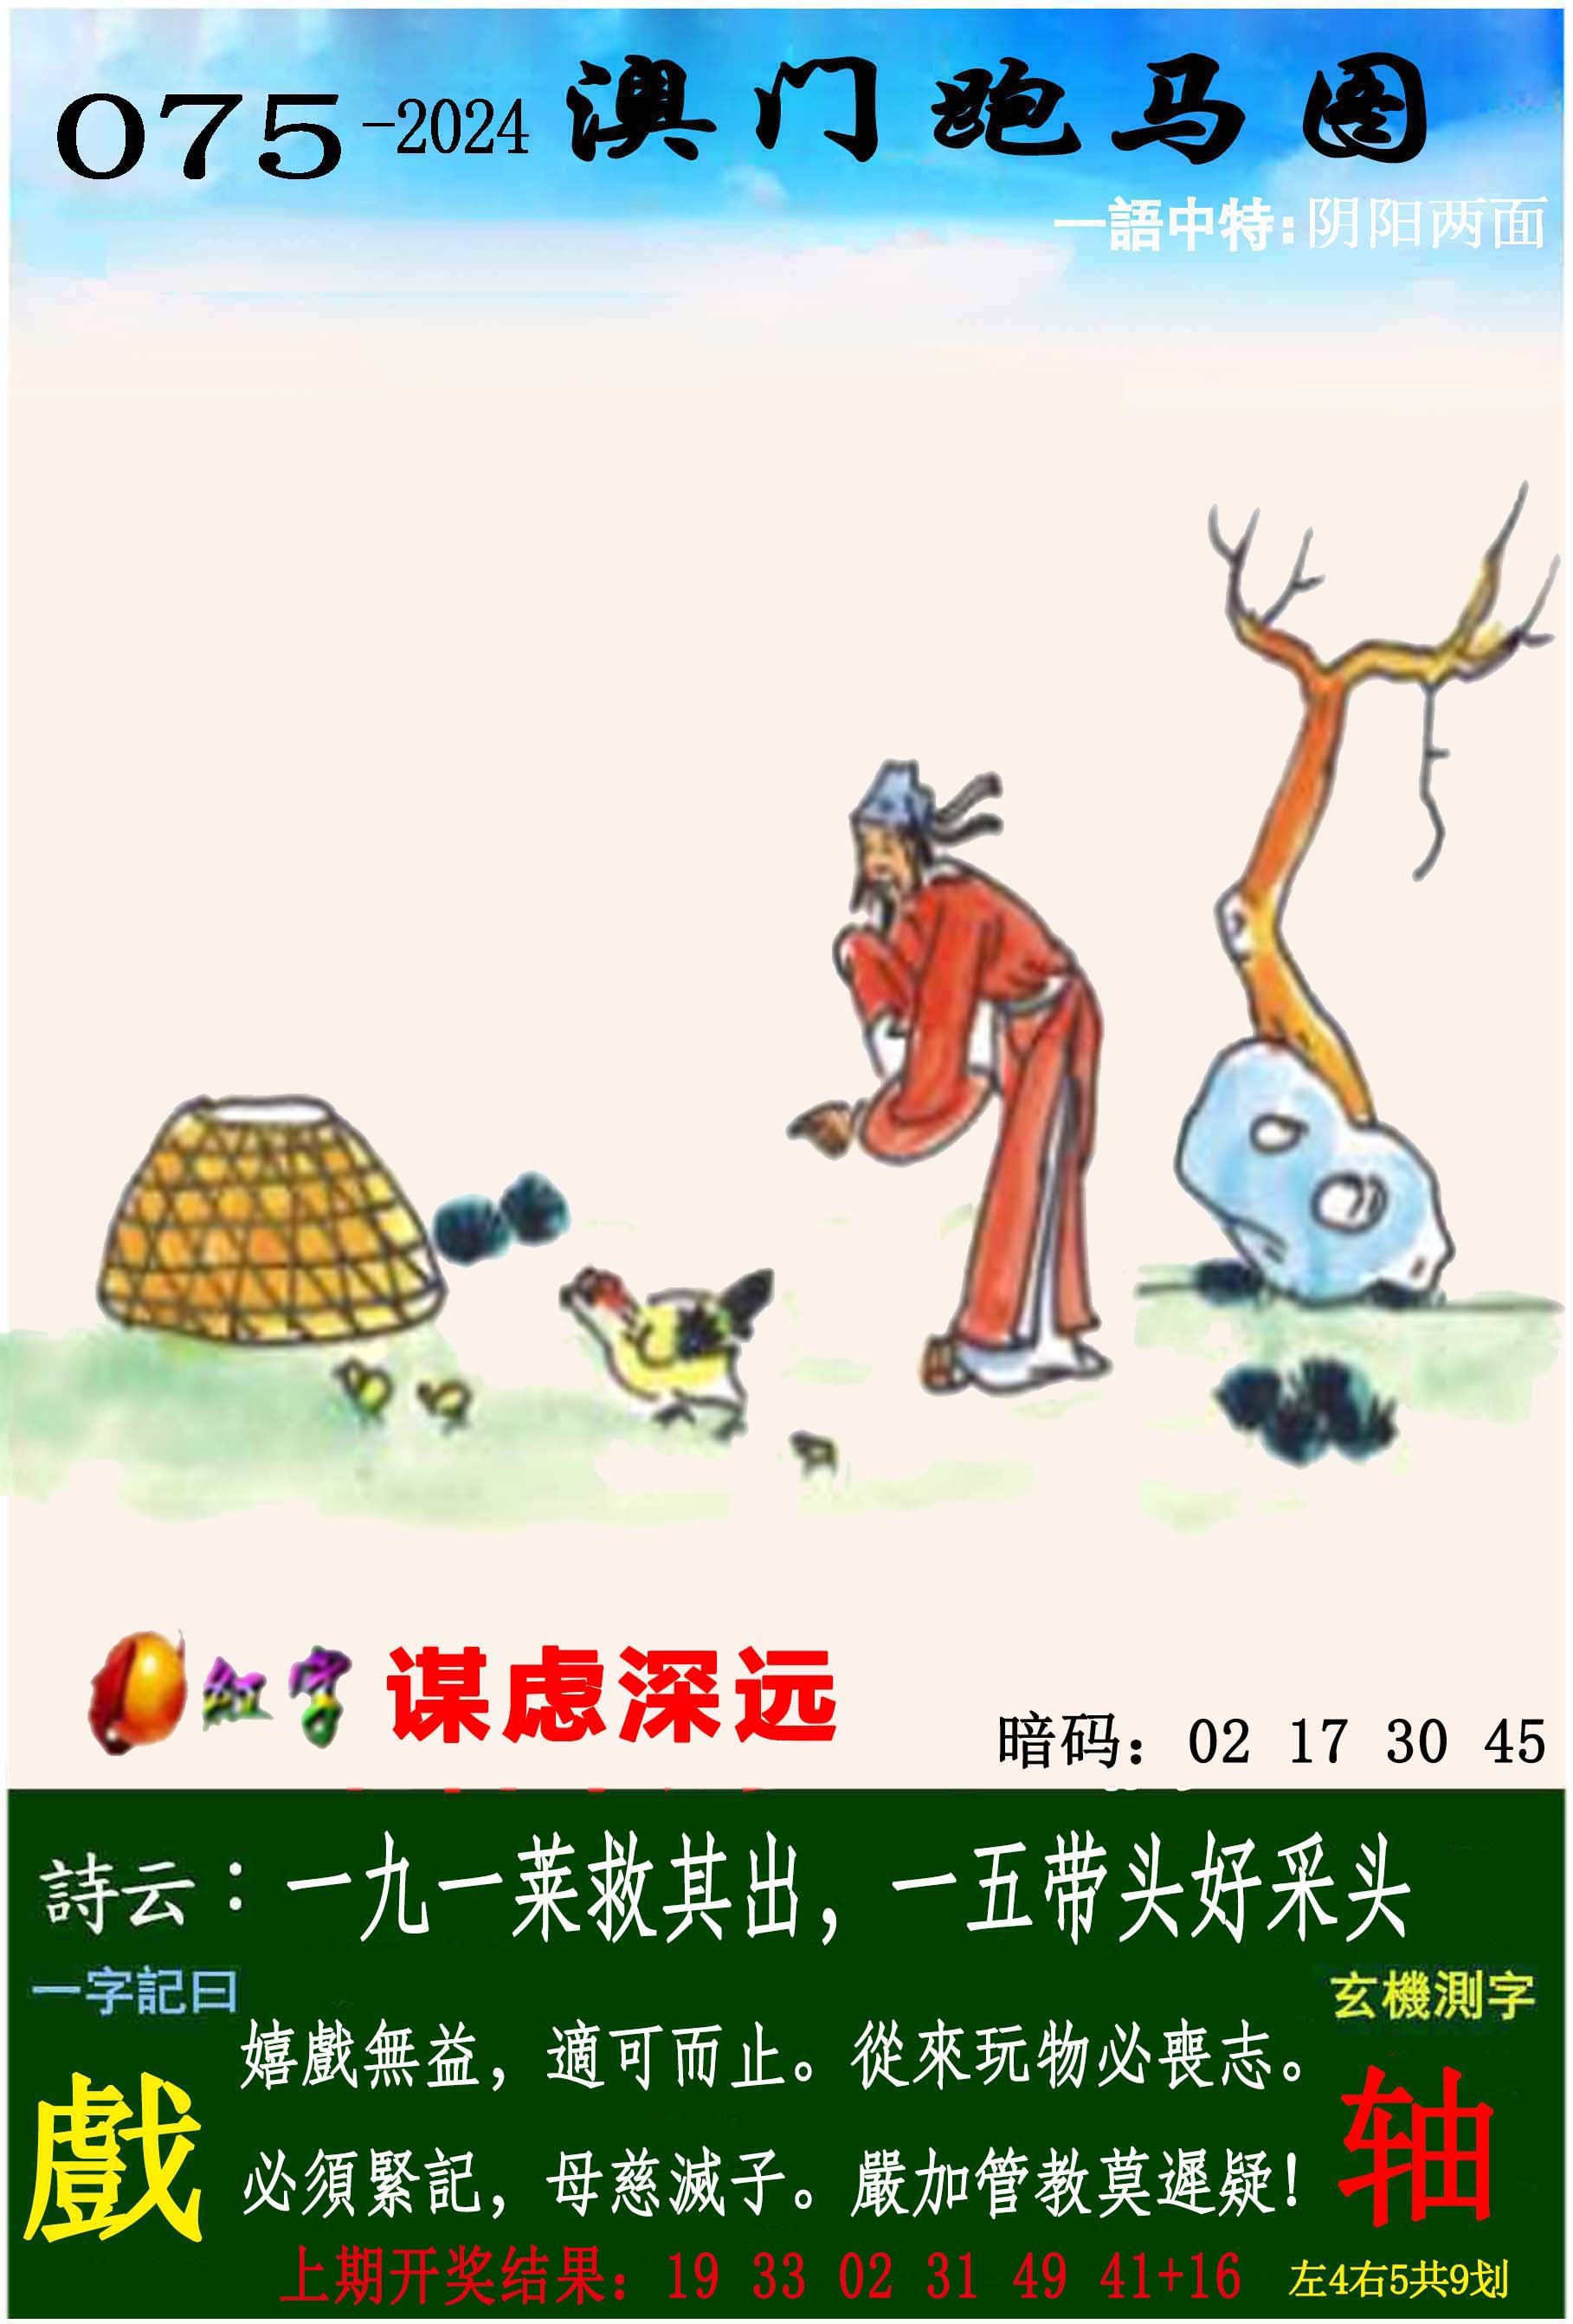 075-2024 澳门跑马图
一語中特:阴阳两面
红字 谋虑深远
暗码：02 17 30 45
詩云：一九一莱救其出，一五带头好采头
一字記曰
玄機測字
嬉戲無益，適可而止。從來玩物必喪志。
戲
轴
必須緊記，母慈滅子。嚴加管教莫遲疑！
上期开奖结果：19 33 02 31 49 41+16
左4右5共9划